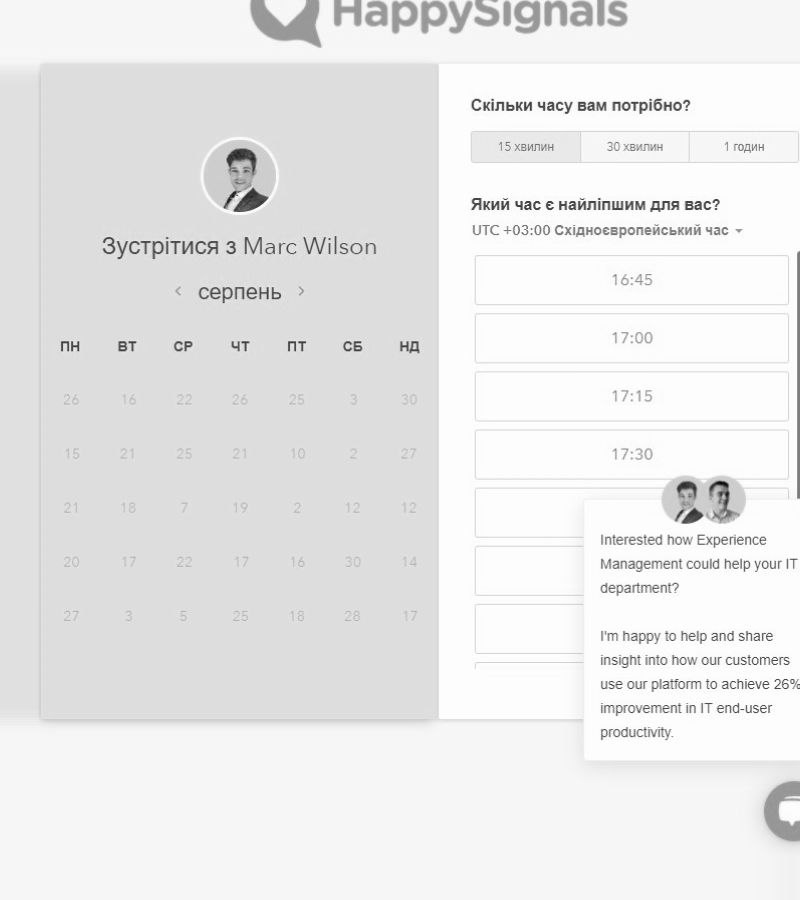 HappySignals
Зустрітися з Marc Wilson
серпень
ПН ВТ СР ЧТ ПТ СБ НД
26 16 22 26 25 3 30
15 21 25 21 10 2 27
21 18 7 19 2 12 12
20 17 22 17 16 30 14
27 3 5 25 18 28 17
Скільки часу вам потрібно?
15 хвилин 30 хвилин 1 годин
Який час є найліпшим для вас?
UTC +03:00 Східноєвропейський час
16:45
17:00
17:15
17:30
Interested how Experience
Management could help your IT
department?
I'm happy to help and share
insight into how our customers
use our platform to achieve 26%
improvement in IT end-user
productivity.